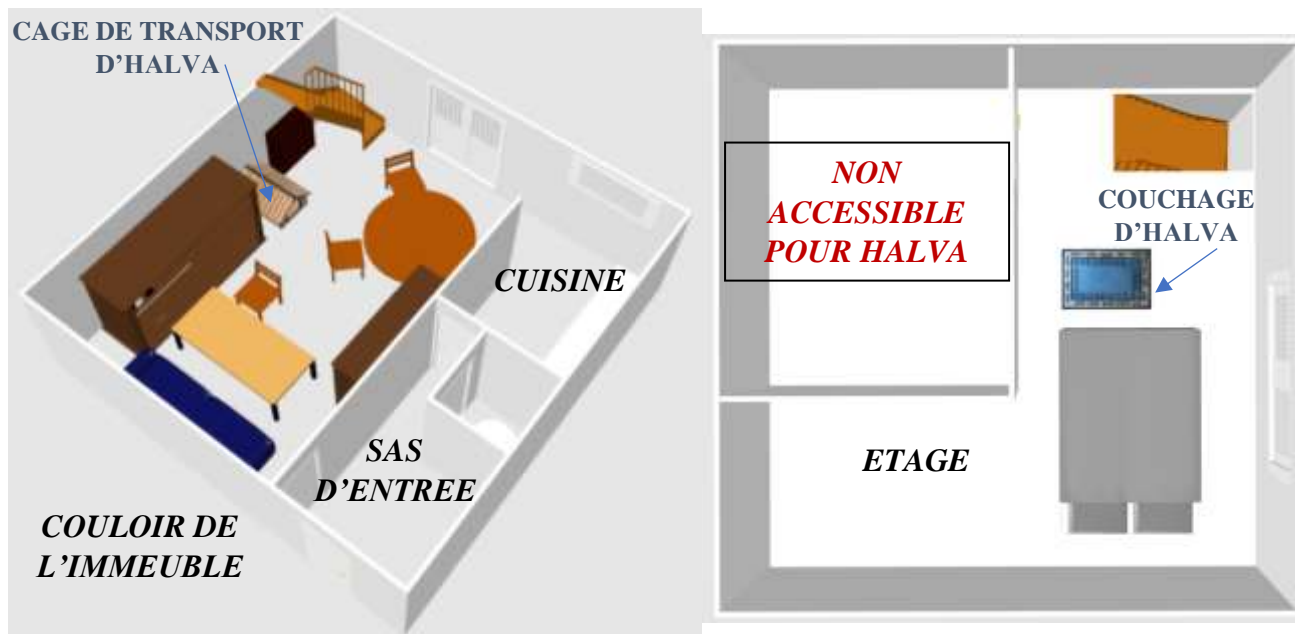 CAGE DE TRANSPORT
D'HALVA
CUISINE
SAS
D'ENTREE
COULOIR DE
L'IMMEUBLE
NON
ACCESSIBLE
POUR HALVA
COUCHAGE
D'HALVA
ETAGE